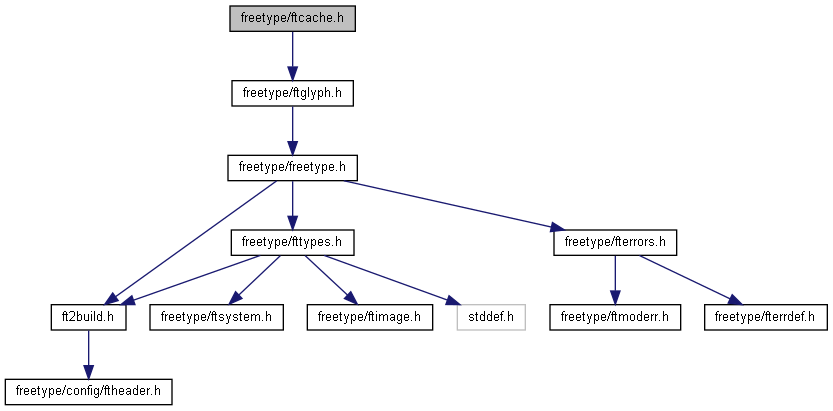 freetype/ftcache.h
freetype/ftglyph.h
freetype/freetype.h
freetype/fttypes.h
freetype/fterrors.h
ft2build.h
freetype/ftsystem.h
freetype/ftimage.h
stddef.h
freetype/ftmoderr.h
freetype/fterrdef.h
freetype/config/ftheader.h